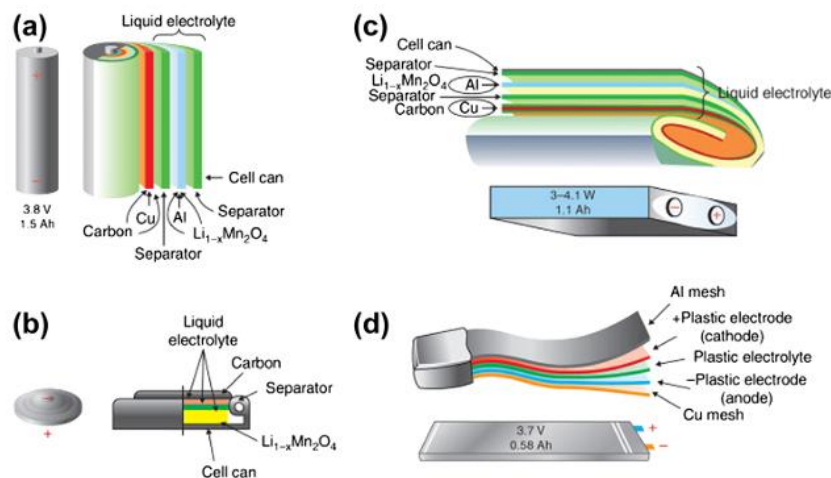 (a)
Liquid electrolyte
+
−
3.8 V
1.5 Ah
Cell can
Carbon
Cu
Al
Separator
Li1−xMn2O4
Separator
(c)
Cell can
Separator
Li1−xMn2O4 Al
Separator
Carbon Cu
Liquid electrolyte
3–4.1 W
1.1 Ah
− +
(b)
Liquid
electrolyte
Carbon
Separator
−
+
Li1−xMn2O4
Cell can
(d)
Al mesh
+Plastic electrode
(cathode)
Plastic electrolyte
−Plastic electrode
(anode)
Cu mesh
3.7 V
0.58 Ah
+
−